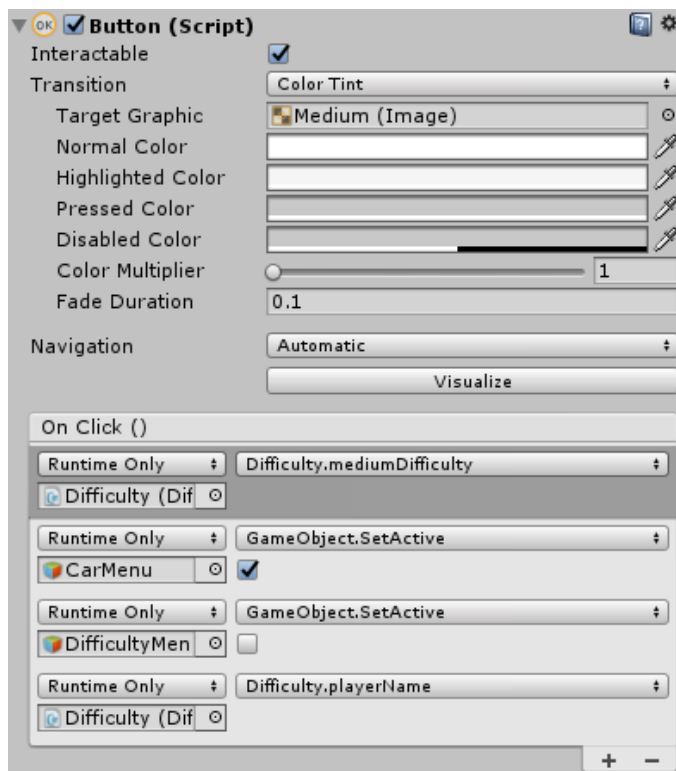 OK Button (Script)
Interactable
Transition Color Tint
Target Graphic Medium (Image)
Normal Color
Highlighted Color
Pressed Color
Disabled Color
Color Multiplier 1
Fade Duration 0.1
Navigation Automatic
Visualize
On Click ()
Runtime Only Difficulty.mediumDifficulty
Difficulty (Dif
Runtime Only GameObject.SetActive
CarMenu
Runtime Only GameObject.SetActive
DifficultyMen
Runtime Only Difficulty.playerName
Difficulty (Dif
+ −